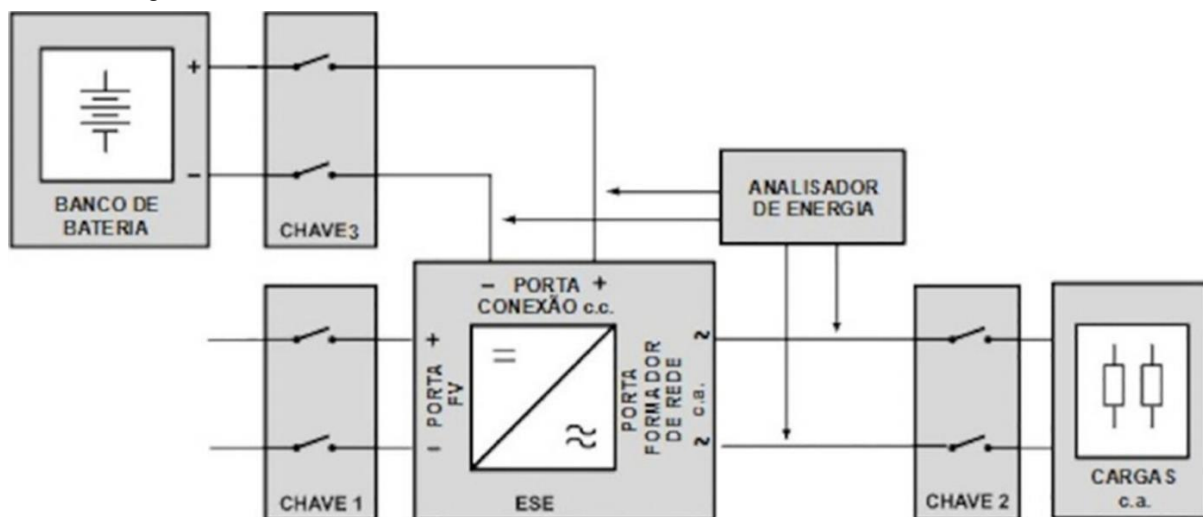 +
−
BANCO DE
BATERIA
CHAVE3
ANALISADOR
DE ENERGIA
− PORTA +
CONEXÃO c.c.
+
PORTA
FV
−
PORTA
FORMADOR
DE REDE
c.a.
~
~
CHAVE 1
ESE
CHAVE 2
CARGAS
c.a.